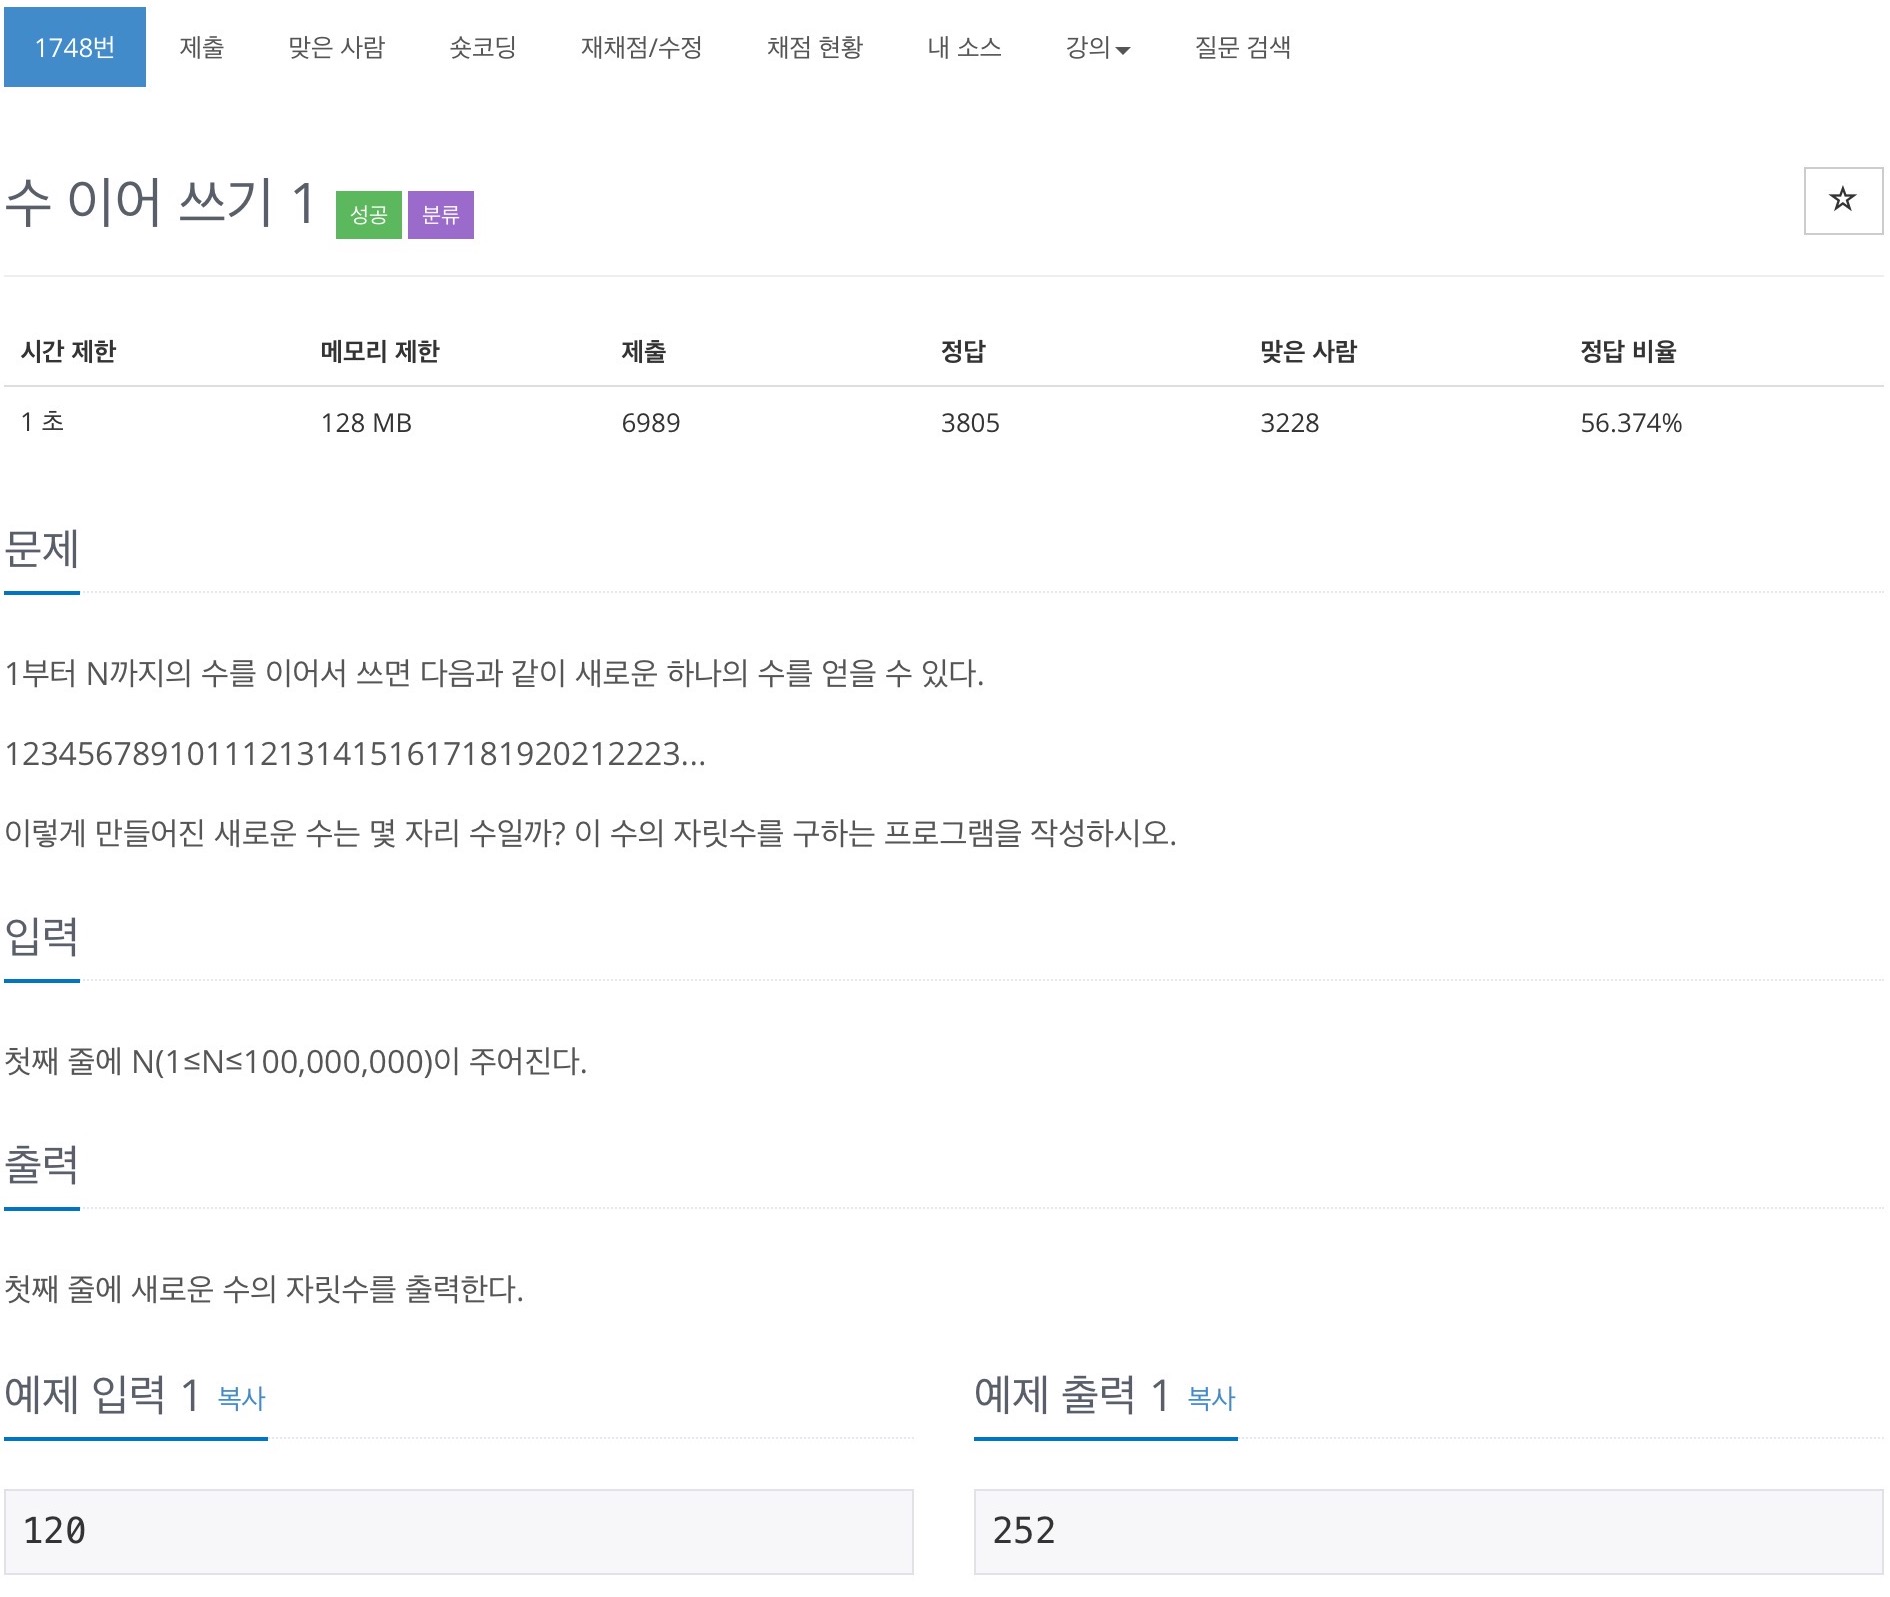 1748번 제출 맞은 사람 숏코딩 재채점/수정 채점 현황 내 소스 강의 질문 검색
수 이어 쓰기 1 성공 분류
시간 제한 메모리 제한 제출 정답 맞은 사람 정답 비율
1 초 128 MB 6989 3805 3228 56.374%
문제
1부터 N까지의 수를 이어서 쓰면 다음과 같이 새로운 하나의 수를 얻을 수 있다.
1234567891011121314151617181920212223...
이렇게 만들어진 새로운 수는 몇 자리 수일까? 이 수의 자릿수를 구하는 프로그램을 작성하시오.
입력
첫째 줄에 N(1≤N≤100,000,000)이 주어진다.
출력
첫째 줄에 새로운 수의 자릿수를 출력한다.
예제 입력 1 복사 예제 출력 1 복사
120 252